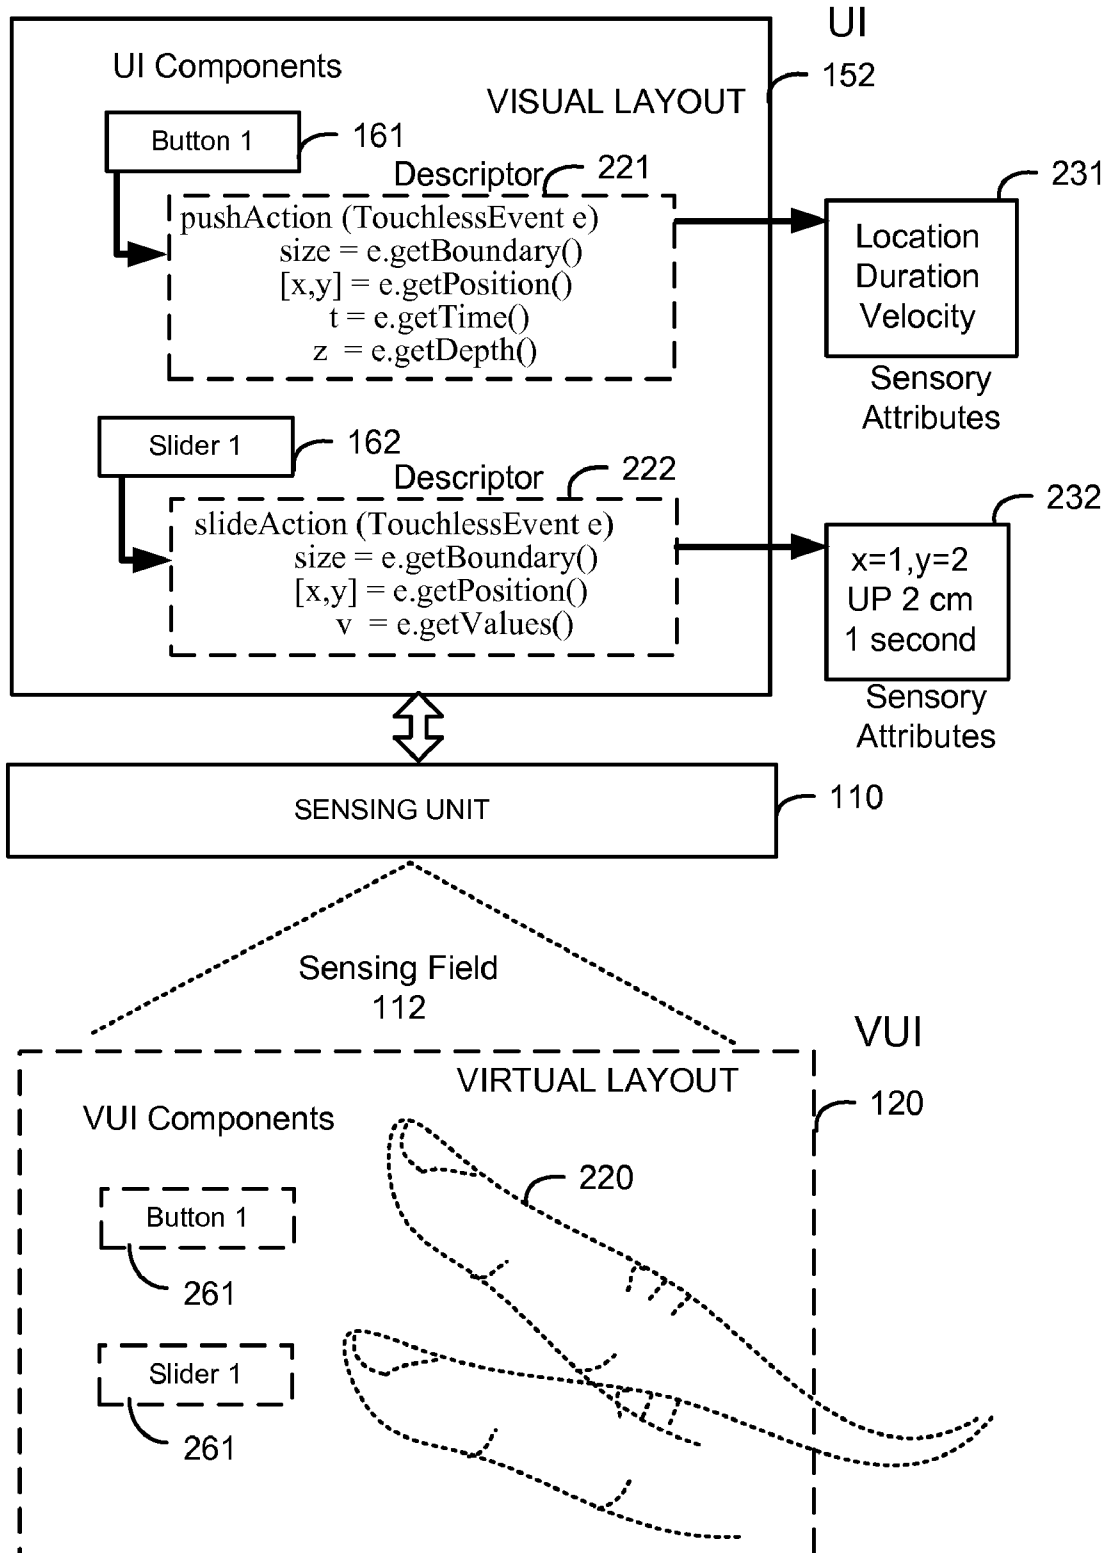 UI
UI Components
152
VISUAL LAYOUT
Button 1
161
Descriptor
221
231
pushAction (TouchlessEvent e)
size = e.getBoundary()
[x,y] = e.getPosition()
t = e.getTime()
z = e.getDepth()
Location
Duration
Velocity
Sensory
Attributes
Slider 1
162
Descriptor
222
232
slideAction (TouchlessEvent e)
size = e.getBoundary()
[x,y] = e.getPosition()
v = e.getValues()
x=1,y=2
UP 2 cm
1 second
Sensory
Attributes
SENSING UNIT
110
Sensing Field
112
VUI
VIRTUAL LAYOUT
120
VUI Components
220
Button 1
261
Slider 1
261